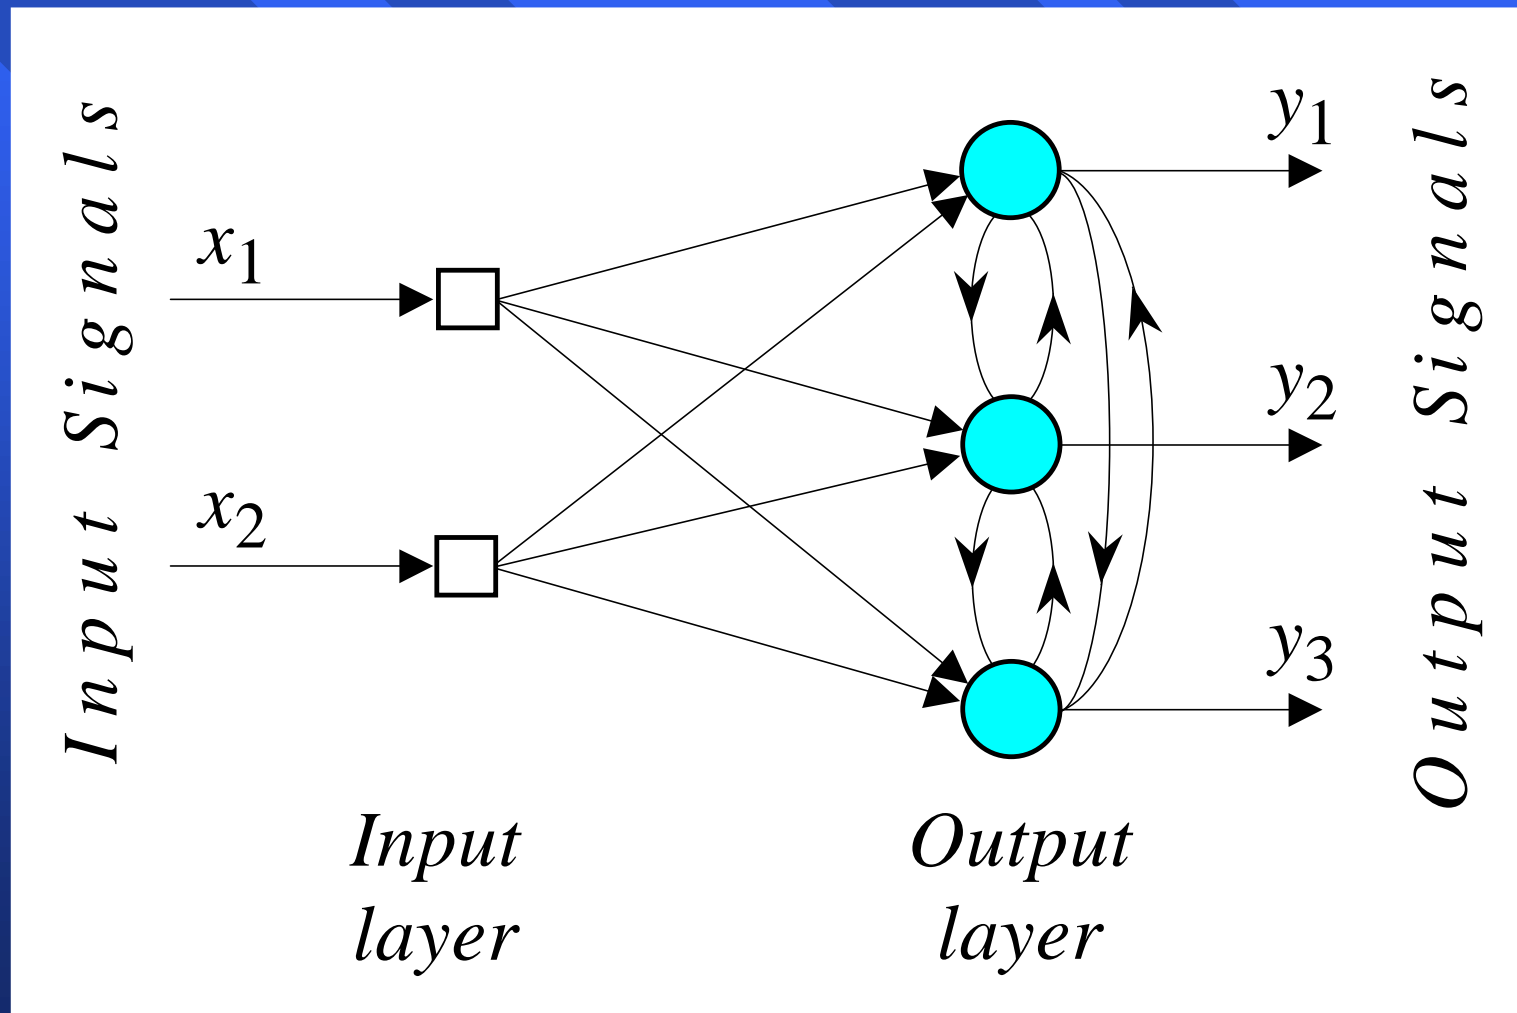 Input Signals
x1
x2
Input
layer
Output
layer
y1
y2
y3
Output Signals